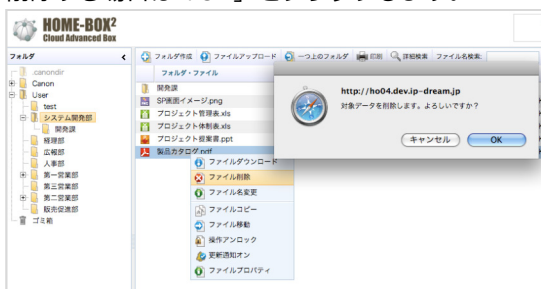 HOME-BOX²
Cloud Advanced Box
フォルダ
フォルダ作成 ファイルアップロード 一つ上のフォルダ 印刷 詳細検索 ファイル名検索:
.canondir
Canon
User
test
システム開発部
開発課
経理部
広報部
人事部
第一営業部
第三営業部
第二営業部
販売促進部
ゴミ箱
フォルダ・ファイル
開発課
SP画面イメージ.png
プロジェクト管理表.xls
プロジェクト体制表.xls
プロジェクト提案書.ppt
製品カタログ.pdf
ファイルダウンロード
ファイル削除
ファイル名変更
ファイルコピー
ファイル移動
操作アンロック
更新通知オン
ファイルプロパティ
http://ho04.dev.ip-dream.jp
対象データを削除します。よろしいですか？
キャンセル OK